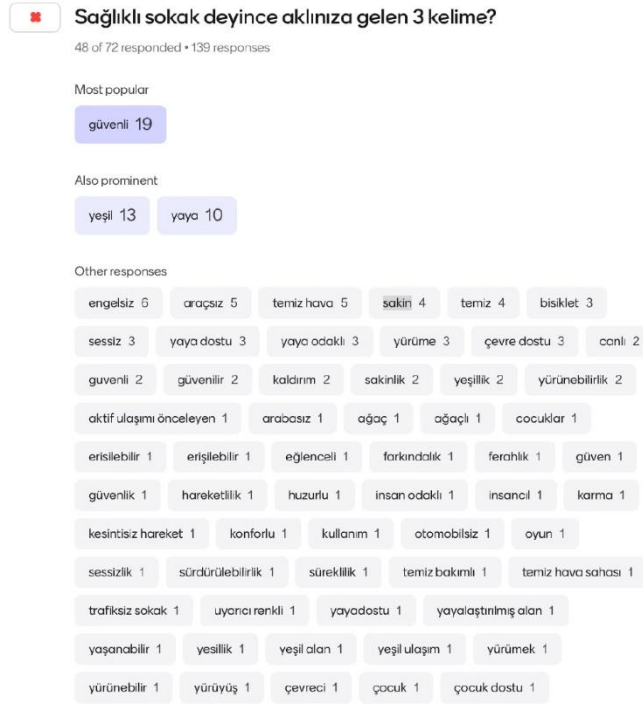 Sağlıklı sokak deyince aklınıza gelen 3 kelime?
48 of 72 responded • 139 responses
Most popular
güvenli 19
Also prominent
yeşil 13 yaya 10
Other responses
engelsiz 6 araçsız 5 temiz hava 5 sakin 4 temiz 4 bisiklet 3
sessiz 3 yaya dostu 3 yaya odaklı 3 yürüme 3 çevre dostu 3 canlı 2
guvenli 2 güvenilir 2 kaldırım 2 sakinlik 2 yeşillik 2 yürünebilirlik 2
aktif ulaşımı önceleyen 1 arabasız 1 ağaç 1 ağaçlı 1 cocuklar 1
erisilebilir 1 erişilebilir 1 eğlenceli 1 farkındalık 1 ferahlık 1 güven 1
güvenlik 1 hareketlilik 1 huzurlu 1 insan odaklı 1 insancıl 1 karma 1
kesintisiz hareket 1 konforlu 1 kullanım 1 otomobilsiz 1 oyun 1
sessizlik 1 sürdürülebilirlik 1 süreklilik 1 temiz bakımlı 1 temiz hava sahası 1
trafiksiz sokak 1 uyarıcı renkli 1 yayadostu 1 yayalaştırılmış alan 1
yaşanabilir 1 yesillik 1 yeşil alan 1 yeşil ulaşım 1 yürümek 1
yürünebilir 1 yürüyüş 1 çevreci 1 çocuk 1 çocuk dostu 1